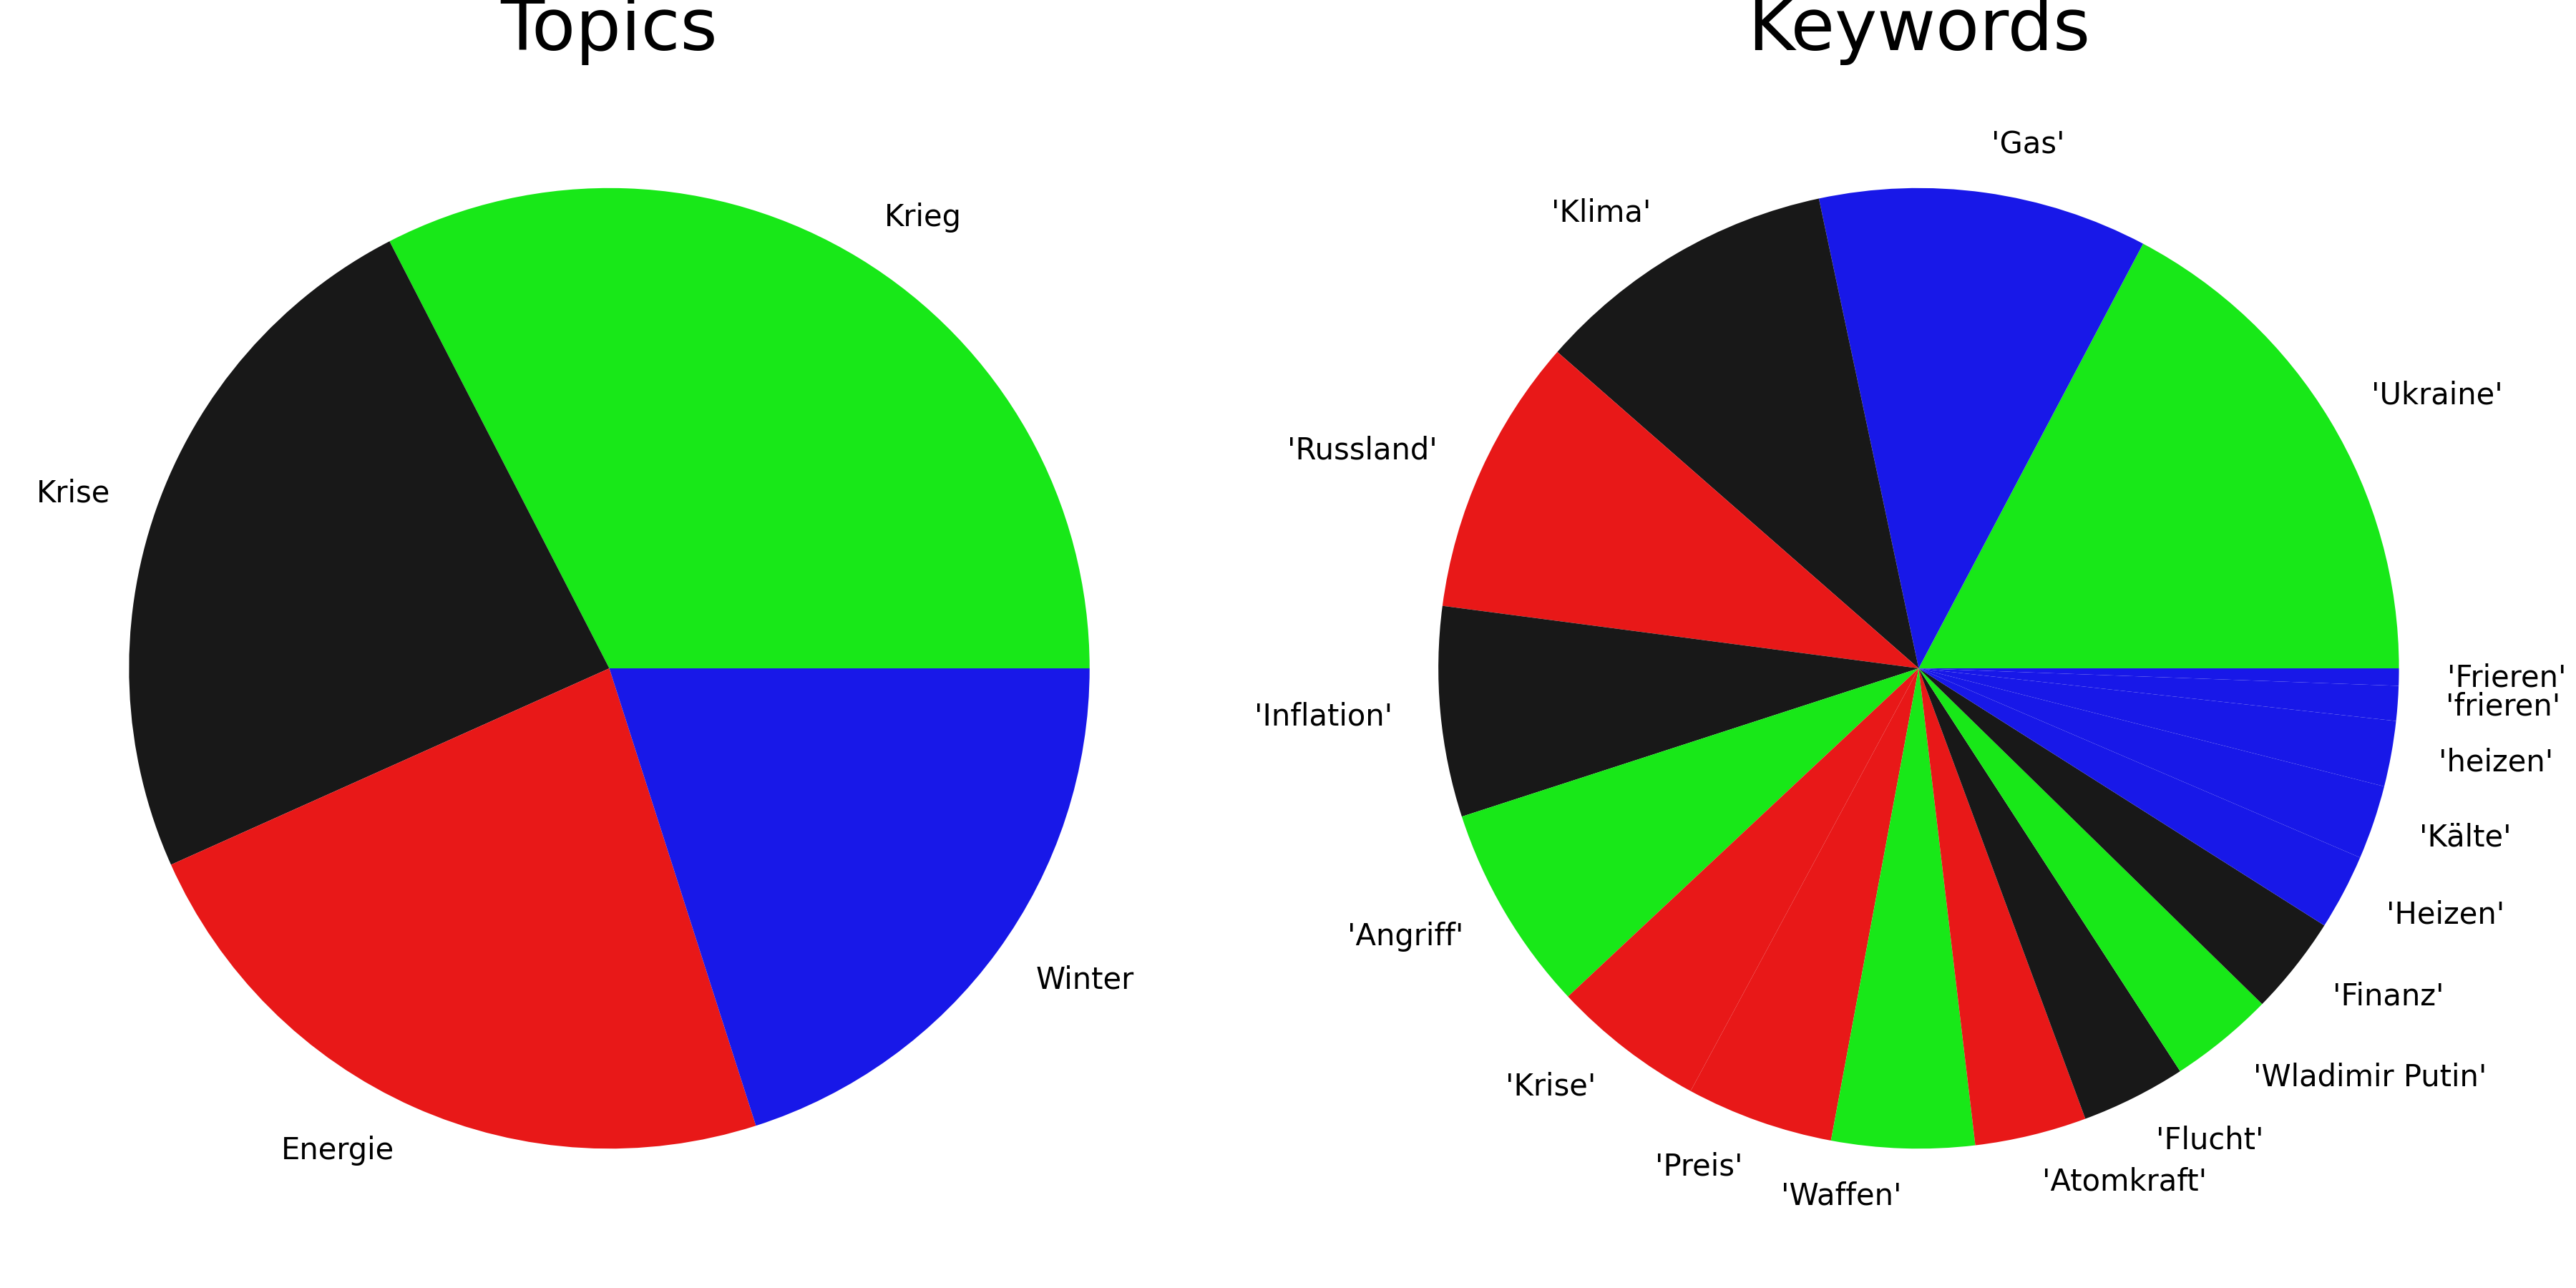 Topics
Krieg
Krise
Energie
Winter
Keywords
'Gas'
'Klima'
'Ukraine'
'Russland'
'Inflation'
'Angriff'
'Krise'
'Preis'
'Waffen'
'Atomkraft'
'Flucht'
'Wladimir Putin'
'Finanz'
'Heizen'
'Kälte'
'heizen'
'frieren'
'Frieren'